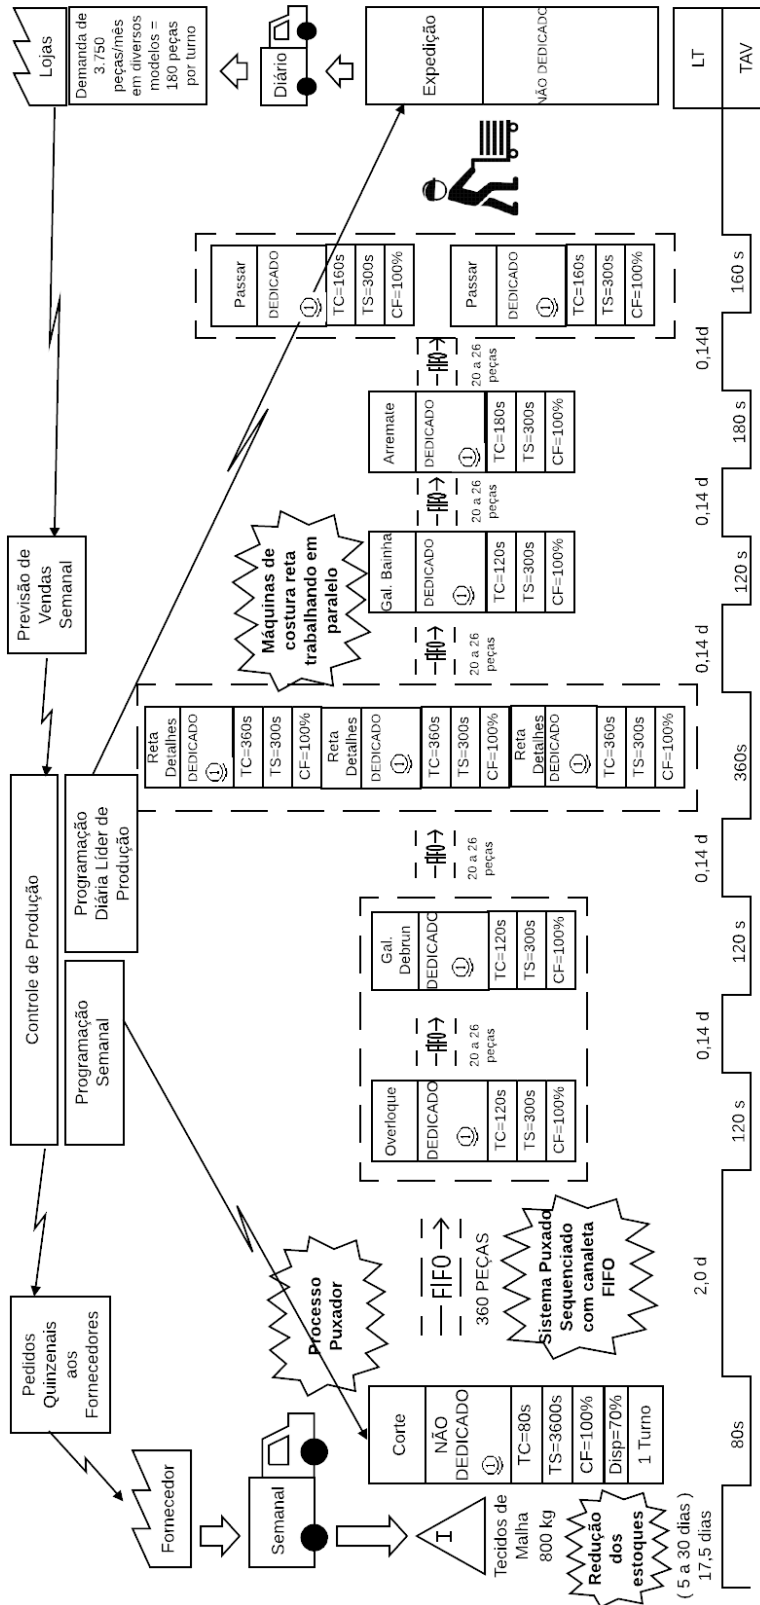 Fornecedor
Pedidos
Quinzenais
aos
Fornecedores
Controle de Produção
Programação
Semanal
Programação
Diária Líder de
Produção
Previsão de
Vendas
Semanal
Lojas
Demanda de
3.750
peças/mês
em diversos
modelos =
180 peças
por turno
Diário
Semanal
I
Tecidos de
Malha
800 kg
Redução
dos
estoques
Corte
NÃO
DEDICADO
1
TC=80s
TS=3600s
CF=100%
Disp=70%
1 Turno
Processo
Puxador
FIFO
360 PEÇAS
Sistema Puxado
Sequenciado
com canaleta
FIFO
Overloque
DEDICADO
1
TC=120s
TS=300s
CF=100%
FIFO
20 a 26
peças
Gal.
Debrun
DEDICADO
1
TC=120s
TS=300s
CF=100%
FIFO
20 a 26
peças
Reta
Detalhes
DEDICADO
1
TC=360s
TS=300s
CF=100%
Reta
Detalhes
DEDICADO
1
TC=360s
TS=300s
CF=100%
Reta
Detalhes
DEDICADO
1
TC=360s
TS=300s
CF=100%
Máquinas de
costura reta
trabalhando em
paralelo
FIFO
20 a 26
peças
Gal. Bainha
DEDICADO
1
TC=120s
TS=300s
CF=100%
FIFO
20 a 26
peças
Arremate
DEDICADO
1
TC=180s
TS=300s
CF=100%
FIFO
20 a 26
peças
Passar
DEDICADO
1
TC=160s
TS=300s
CF=100%
Passar
DEDICADO
1
TC=160s
TS=300s
CF=100%
Expedição
NÃO DEDICADO
( 5 a 30 dias )
17,5 dias
80s
2,0 d
120 s
0,14 d
120 s
0,14 d
360s
0,14 d
120 s
0,14 d
180 s
0,14d
160 s
LT
TAV